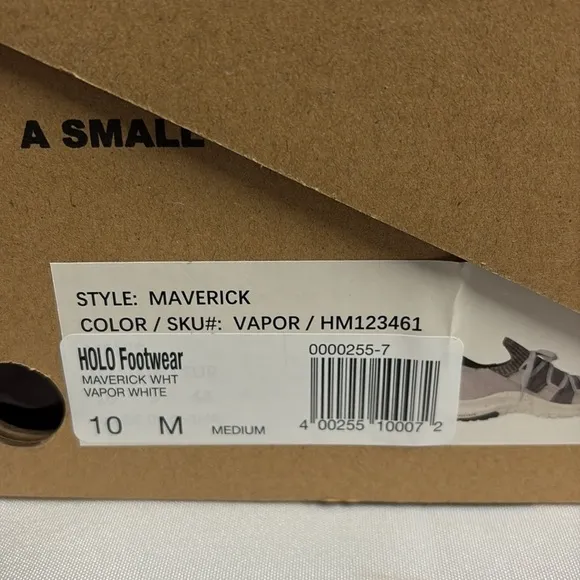 A SMALL
STYLE: MAVERICK
COLOR / SKU#: VAPOR / HM123461
HOLO Footwear
MAVERICK WHT
VAPOR WHITE
10 M MEDIUM
0000255-7
4 00255 10007 2